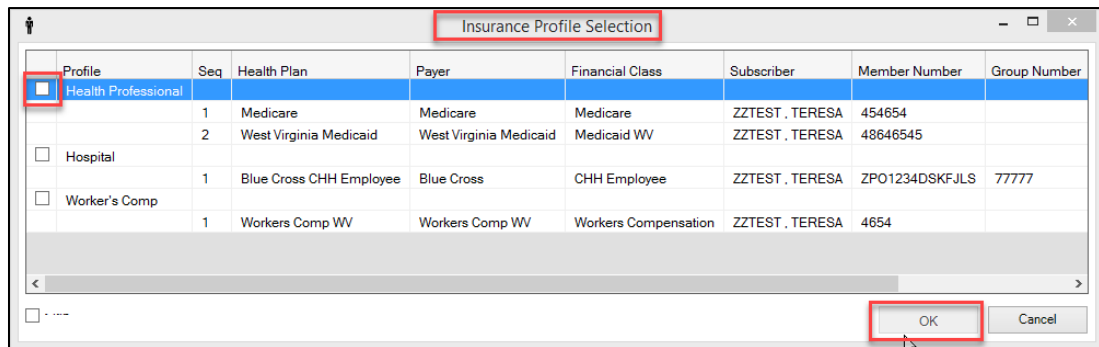 Insurance Profile Selection
Profile Seq Health Plan Payer Financial Class Subscriber Member Number Group Number
Health Professional
1 Medicare Medicare Medicare ZZTEST , TERESA 454654
2 West Virginia Medicaid West Virginia Medicaid Medicaid WV ZZTEST , TERESA 48646545
Hospital
1 Blue Cross CHH Employee Blue Cross CHH Employee ZZTEST , TERESA ZPO1234DSKFJLS 77777
Worker's Comp
1 Workers Comp WV Workers Comp WV Workers Compensation ZZTEST , TERESA 4654
OK Cancel